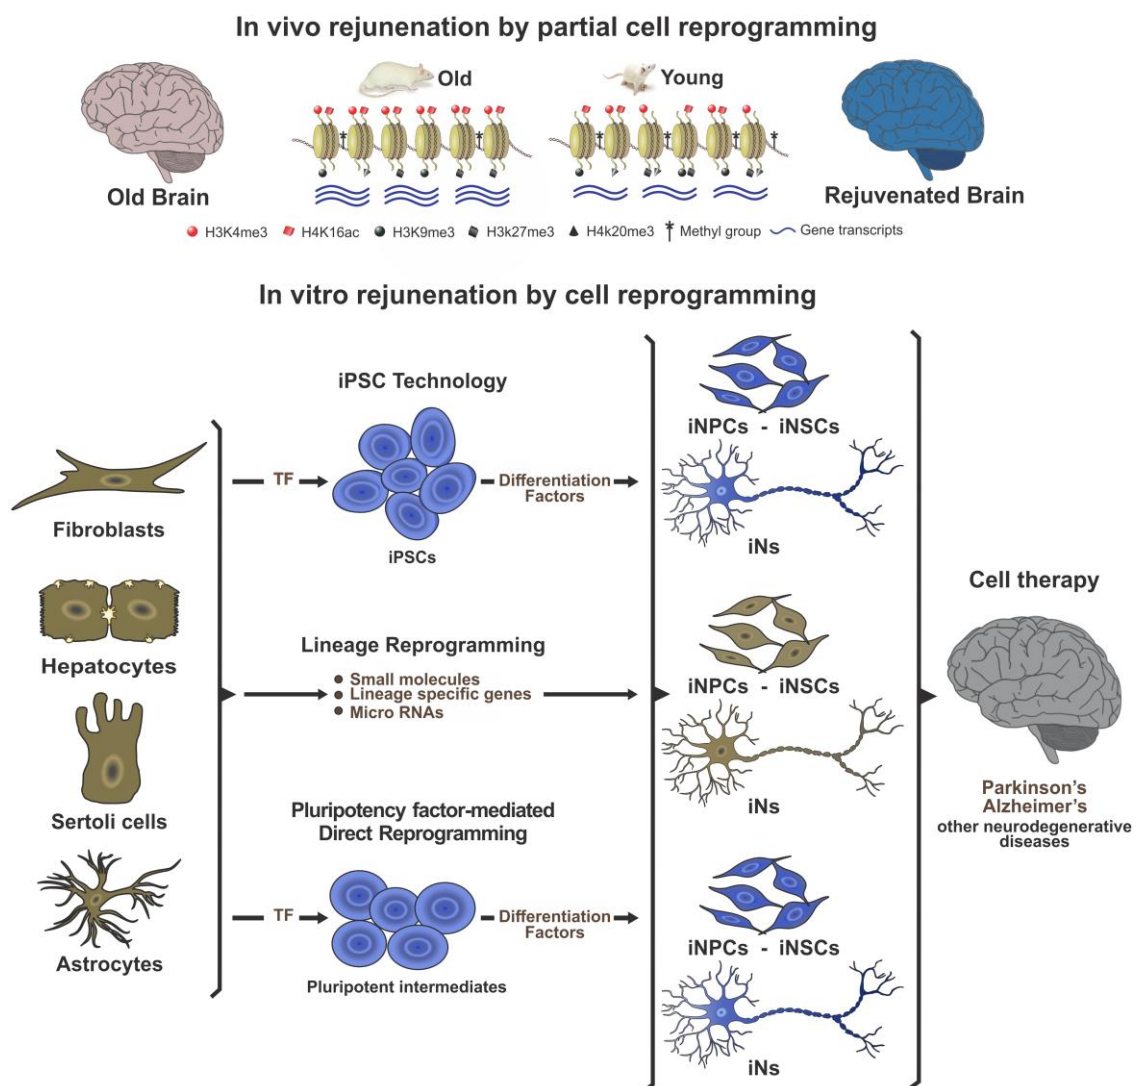 In vivo rejunenation by partial cell reprogramming
Old
Young
Old Brain
Rejuvenated Brain
H3K4me3 H4K16ac H3K9me3 H3k27me3 H4k20me3 Methyl group Gene transcripts
In vitro rejunenation by cell reprogramming
Fibroblasts
Hepatocytes
Sertoli cells
Astrocytes
iPSC Technology
TF
iPSCs
Differentiation
Factors
Lineage Reprogramming
Small molecules
Lineage specific genes
Micro RNAs
Pluripotency factor-mediated
Direct Reprogramming
TF
Pluripotent intermediates
Differentiation
Factors
iNPCs - iNSCs
iNs
iNPCs - iNSCs
iNs
iNPCs - iNSCs
iNs
Cell therapy
Parkinson's
Alzheimer's
other neurodegenerative
diseases